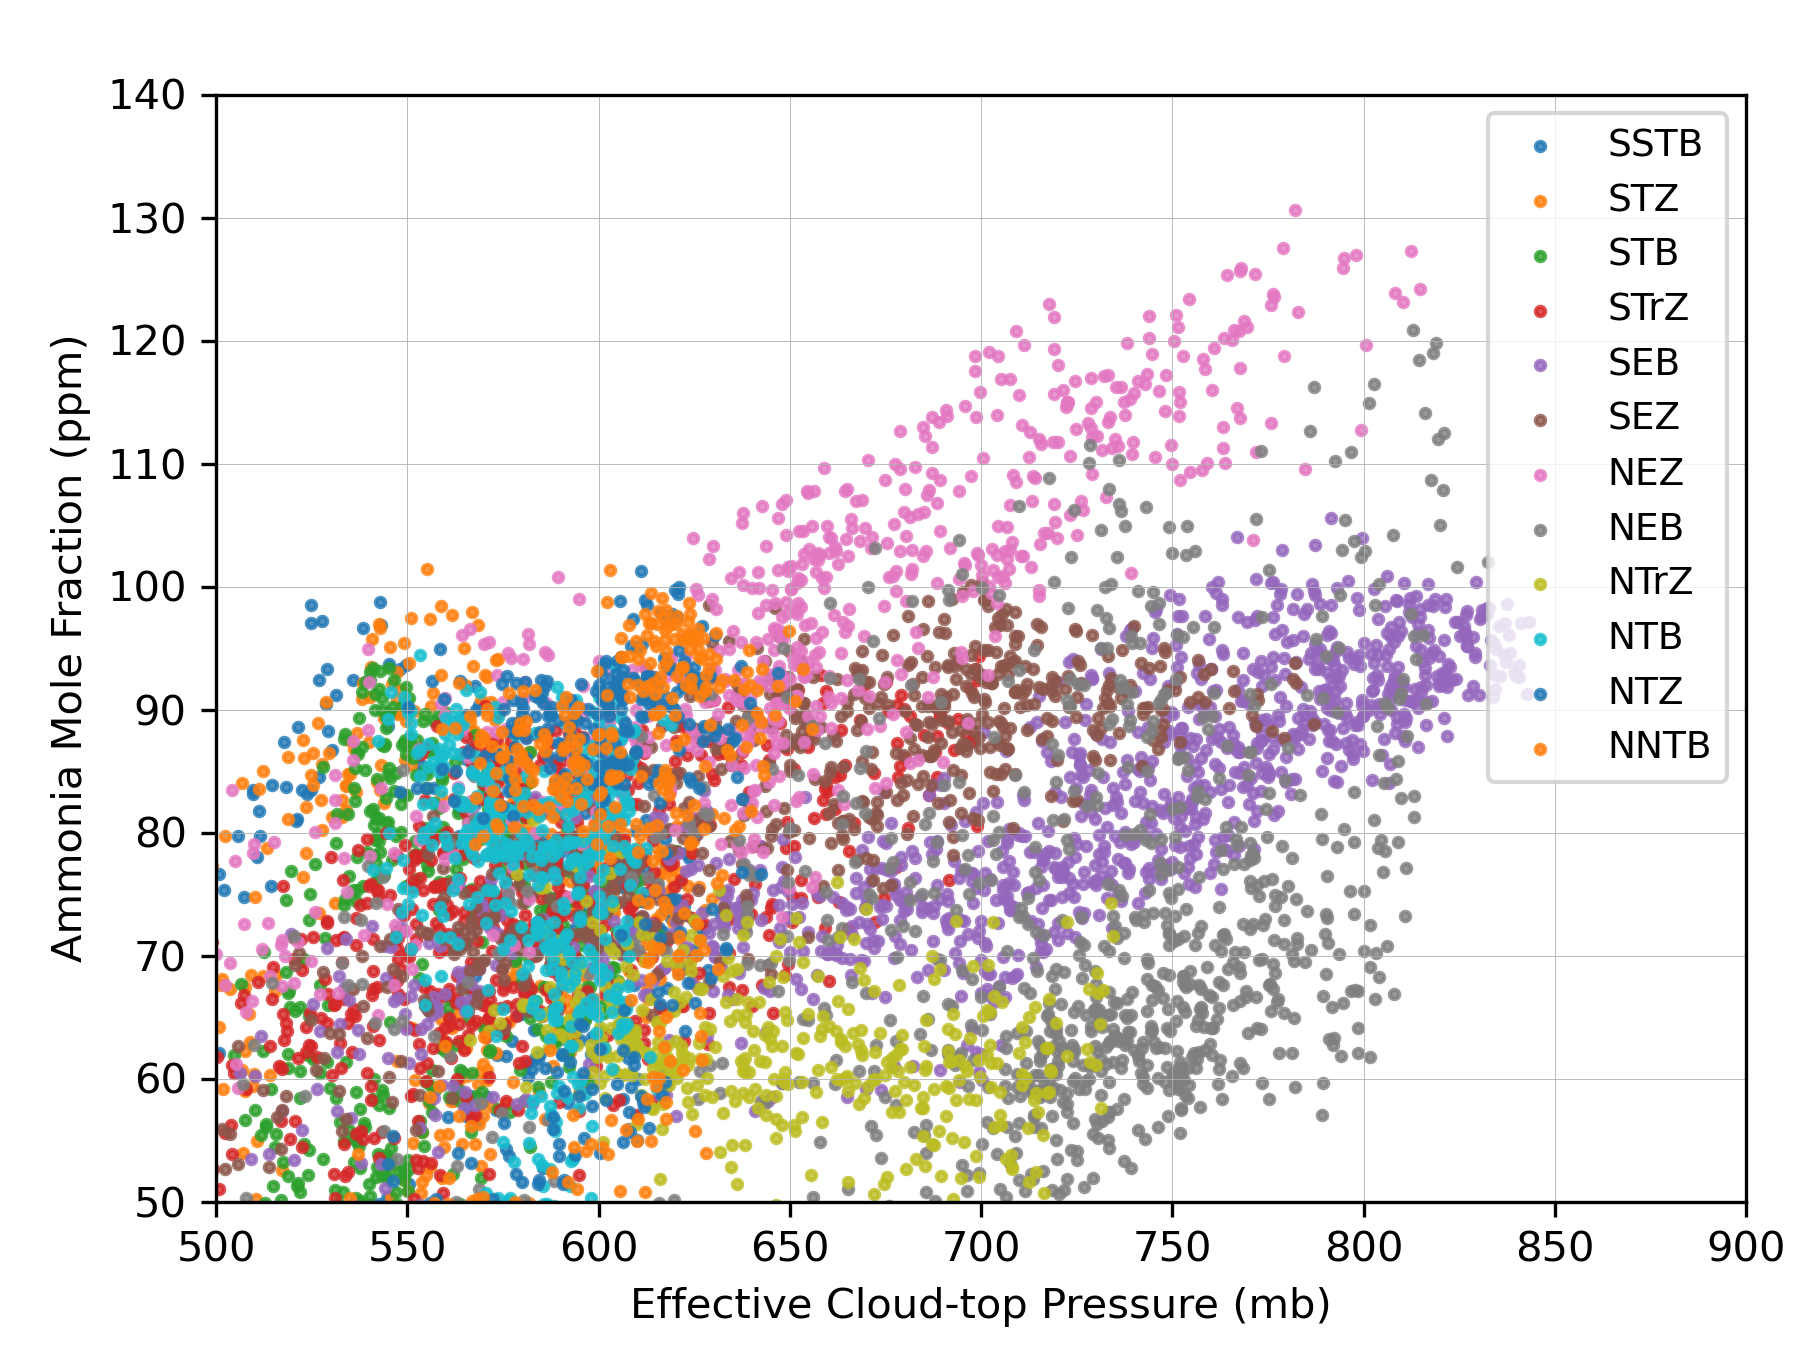 140
130
120
110
100
90
80
70
60
50
500 550 600 650 700 750 800 850 900
Ammonia Mole Fraction (ppm)
Effective Cloud-top Pressure (mb)
SSTB
STZ
STB
STrZ
SEB
SEZ
NEZ
NEB
NTrZ
NTB
NTZ
NNTB